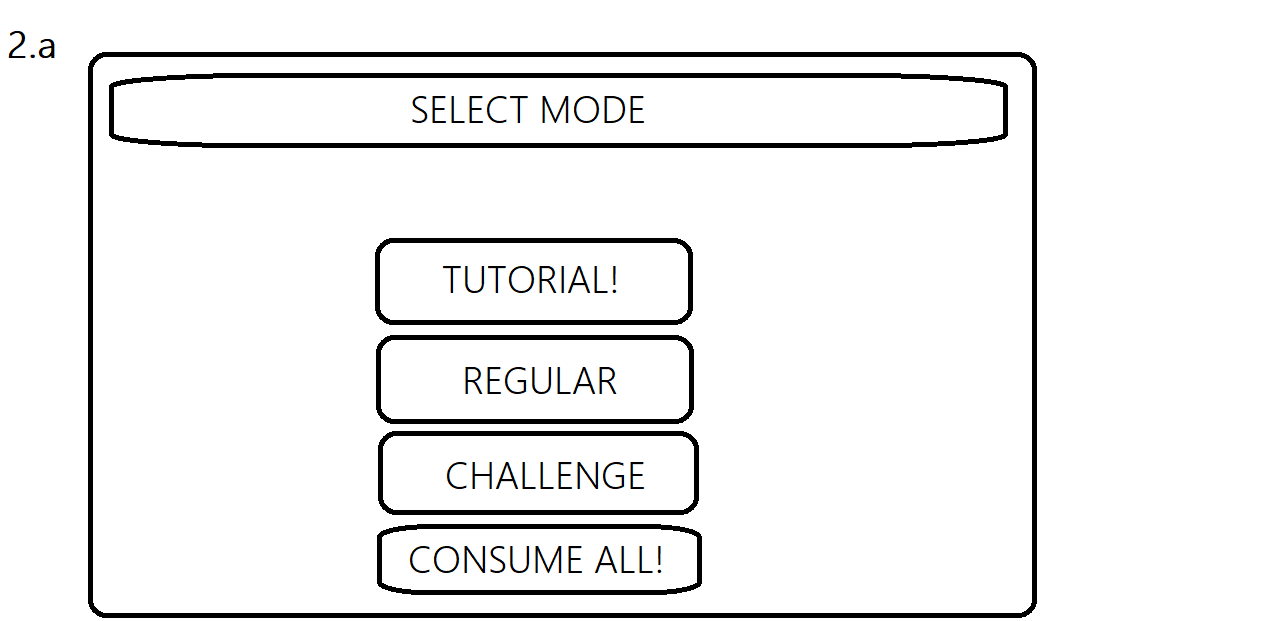 2.a
SELECT MODE
TUTORIAL!
REGULAR
CHALLENGE
CONSUME ALL!